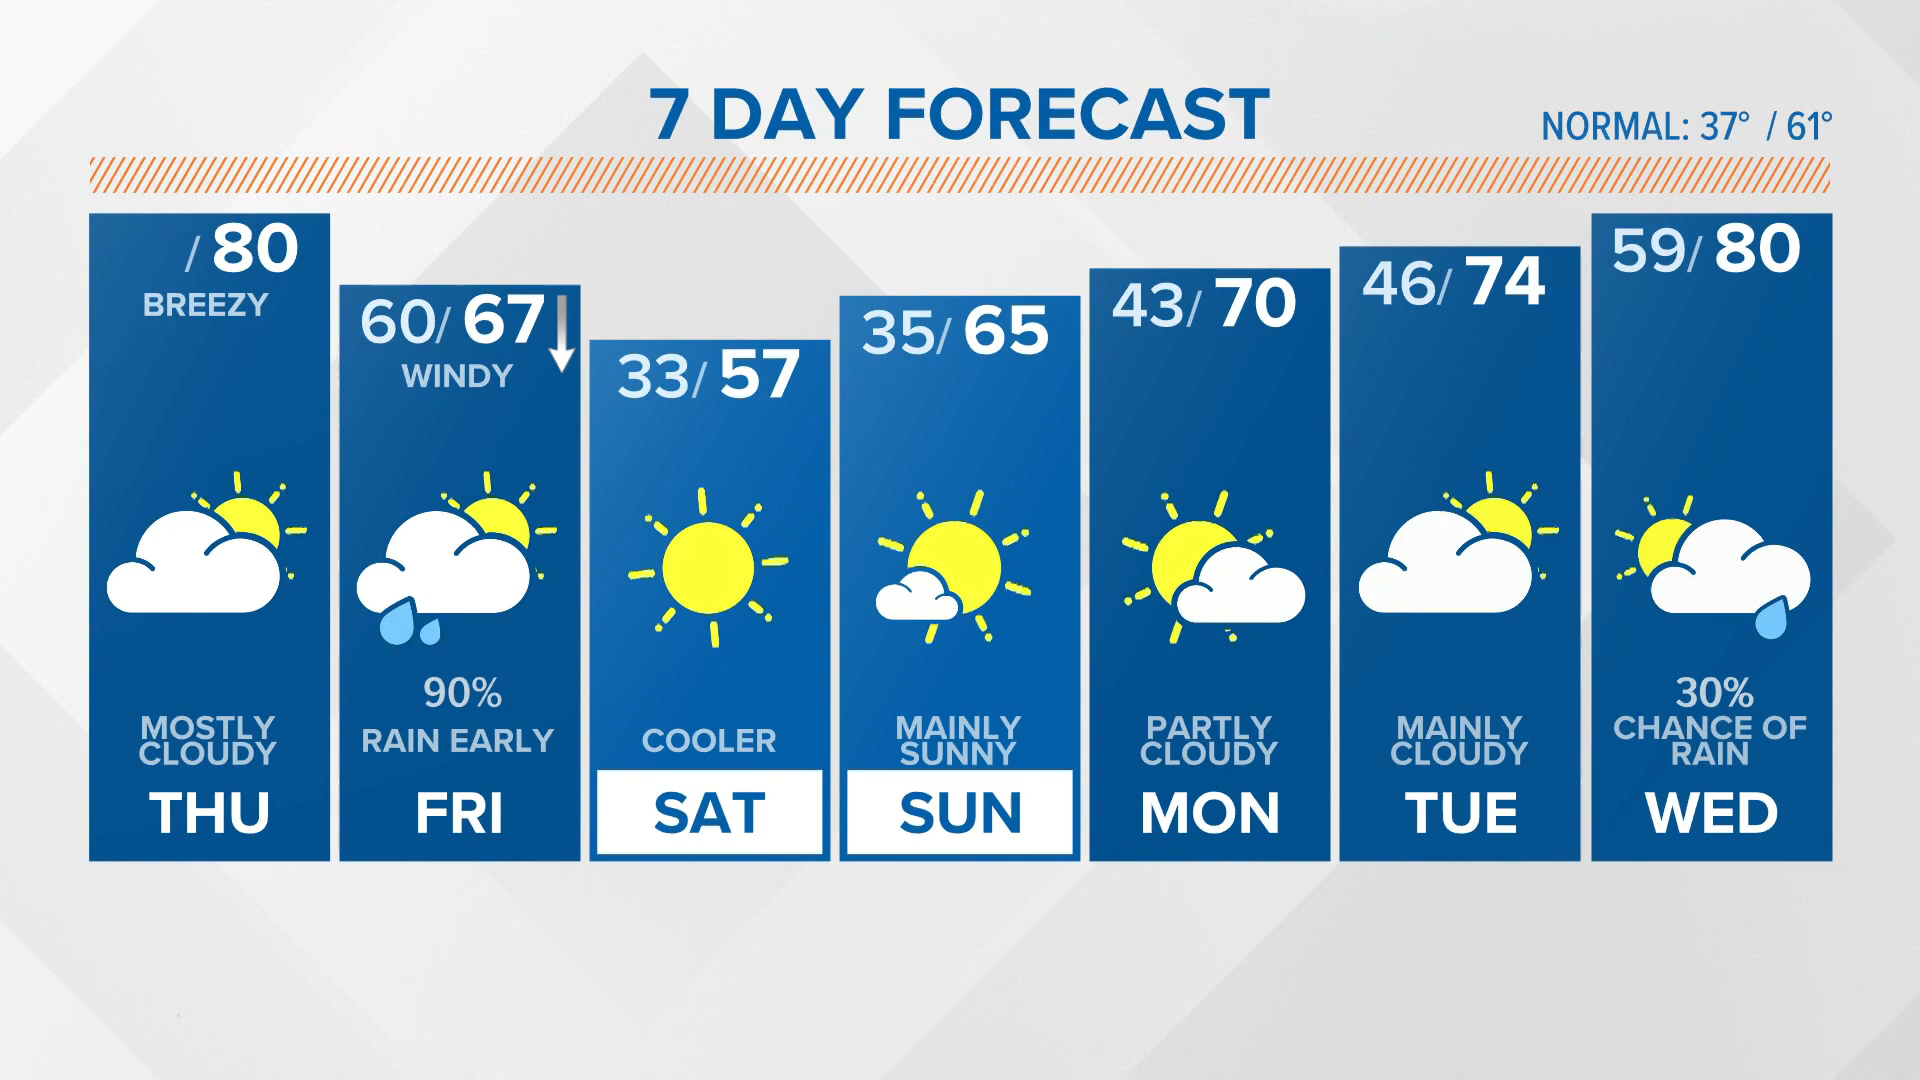 7 DAY FORECAST
NORMAL: 37° / 61°
/ 80
BREEZY
MOSTLY
CLOUDY
THU
60/ 67
WINDY
90%
RAIN EARLY
FRI
33/ 57
COOLER
SAT
35/ 65
MAINLY
SUNNY
SUN
43/ 70
PARTLY
CLOUDY
MON
46/ 74
MAINLY
CLOUDY
TUE
59/ 80
30%
CHANCE OF
RAIN
WED